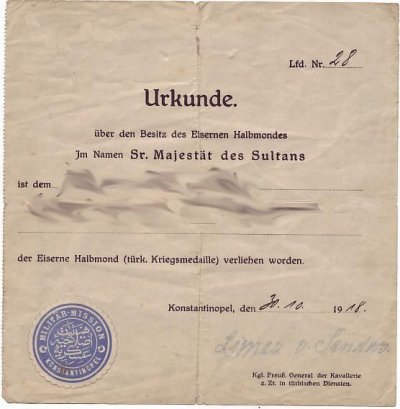 Lfd. Nr. 28
Urkunde.
über den Besitz des Eisernen Halbmondes
Jm Namen Sr. Majestät des Sultans
ist dem
der Eiserne Halbmond (türk. Kriegsmedaille) verliehen worden.
Konstantinopel, den 30.10. 1918.
MILITÄR-MISSION
KONSTANTINOPEL
Liman v.
Kgl. Preuß. General der Kavallerie
z. Zt. in türkischen Diensten.